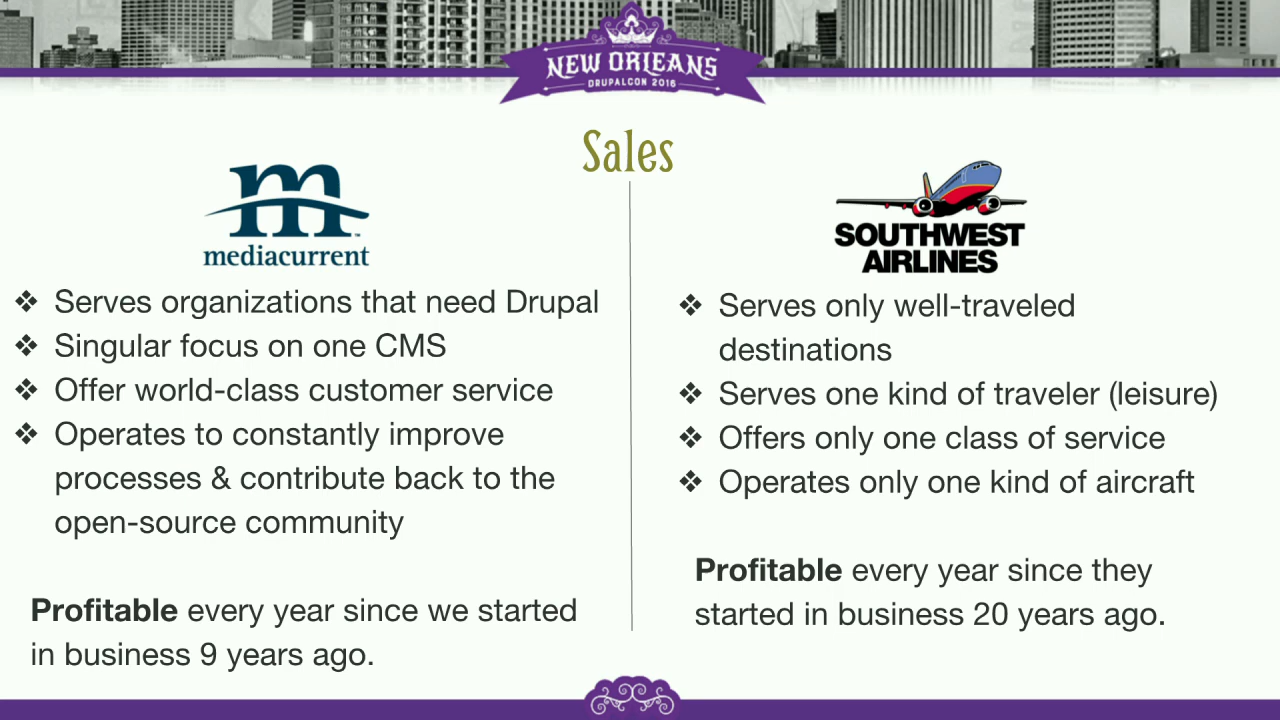 NEW ORLEANS
DRUPALCON 2016
Sales
m
mediacurrent
❖ Serves organizations that need Drupal
❖ Singular focus on one CMS
❖ Offer world-class customer service
❖ Operates to constantly improve
processes & contribute back to the
open-source community
Profitable every year since we started
in business 9 years ago.
SOUTHWEST
AIRLINES
❖ Serves only well-traveled
destinations
❖ Serves one kind of traveler (leisure)
❖ Offers only one class of service
❖ Operates only one kind of aircraft
Profitable every year since they
started in business 20 years ago.